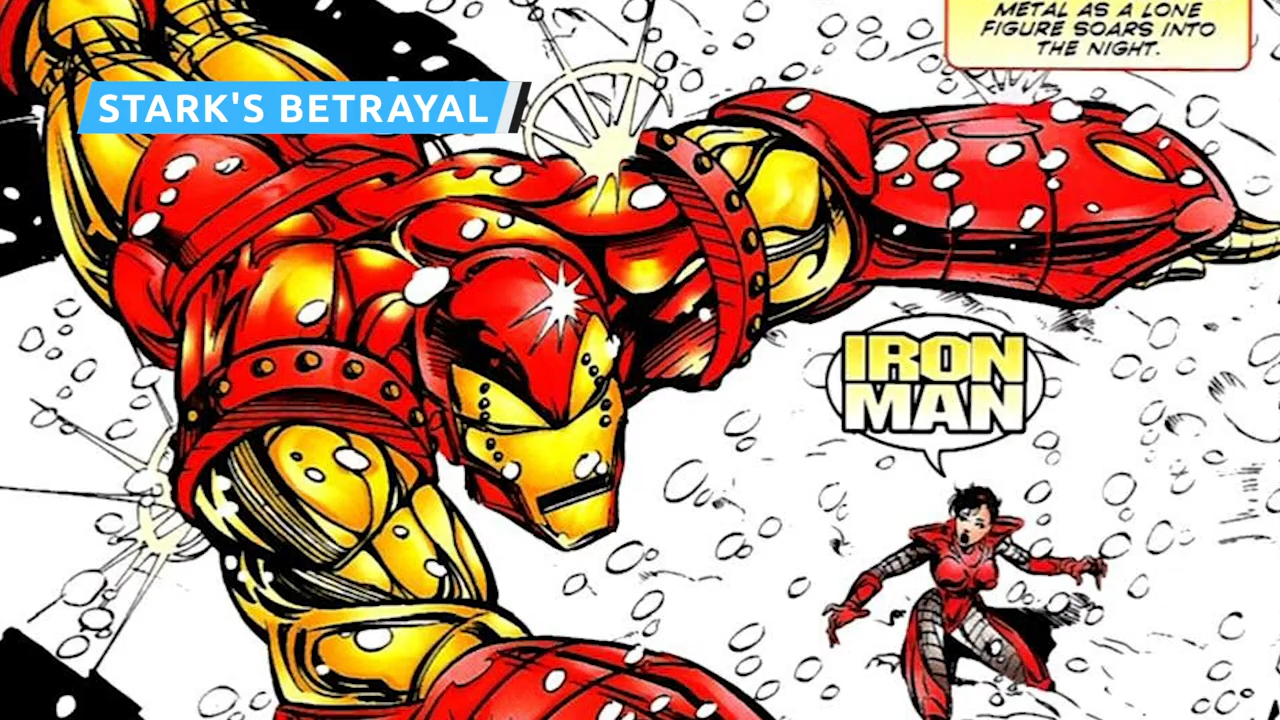 METAL AS A LONE
FIGURE SOARS INTO
THE NIGHT.
STARK'S BETRAYAL
IRON
MAN